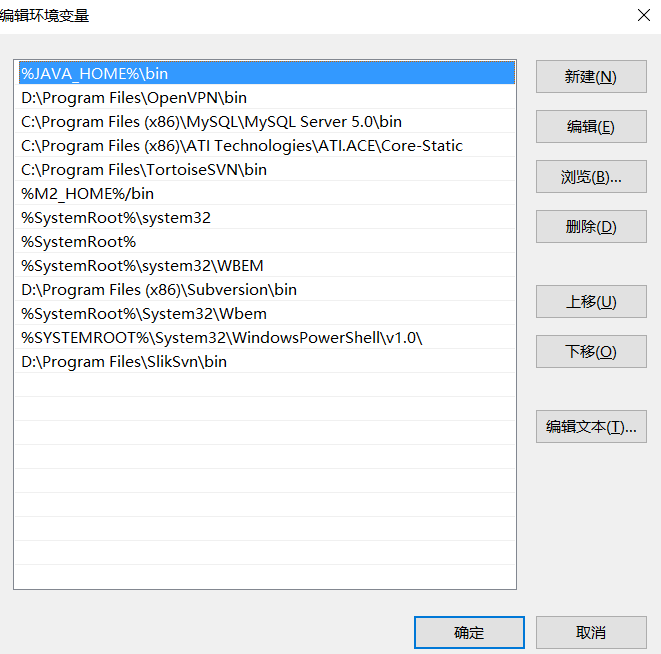 编辑环境变量
%JAVA_HOME%\bin
D:\Program Files\OpenVPN\bin
C:\Program Files (x86)\MySQL\MySQL Server 5.0\bin
C:\Program Files (x86)\ATI Technologies\ATI.ACE\Core-Static
C:\Program Files\TortoiseSVN\bin
%M2_HOME%/bin
%SystemRoot%\system32
%SystemRoot%
%SystemRoot%\system32\WBEM
D:\Program Files (x86)\Subversion\bin
%SystemRoot%\System32\Wbem
%SYSTEMROOT%\System32\WindowsPowerShell\v1.0\
D:\Program Files\SlikSvn\bin
新建(N)
编辑(E)
浏览(B)...
删除(D)
上移(U)
下移(O)
编辑文本(T)...
确定
取消